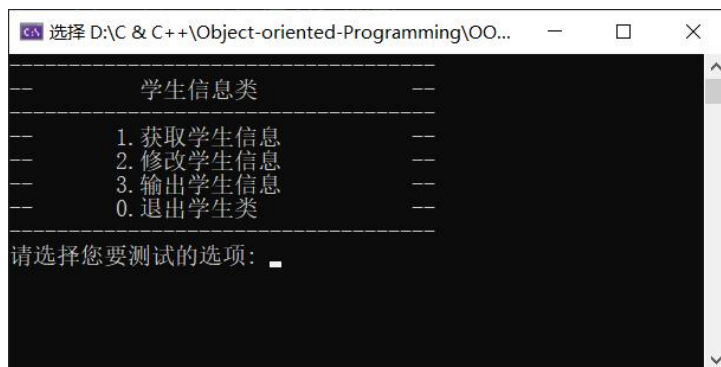 选择 D:\C & C++\Object-oriented-Programming\OO...
------------------------------------
--         学生信息类             --
------------------------------------
--       1.获取学生信息           --
--       2.修改学生信息           --
--       3.输出学生信息           --
--       0.退出学生类             --
------------------------------------
请选择您要测试的选项: